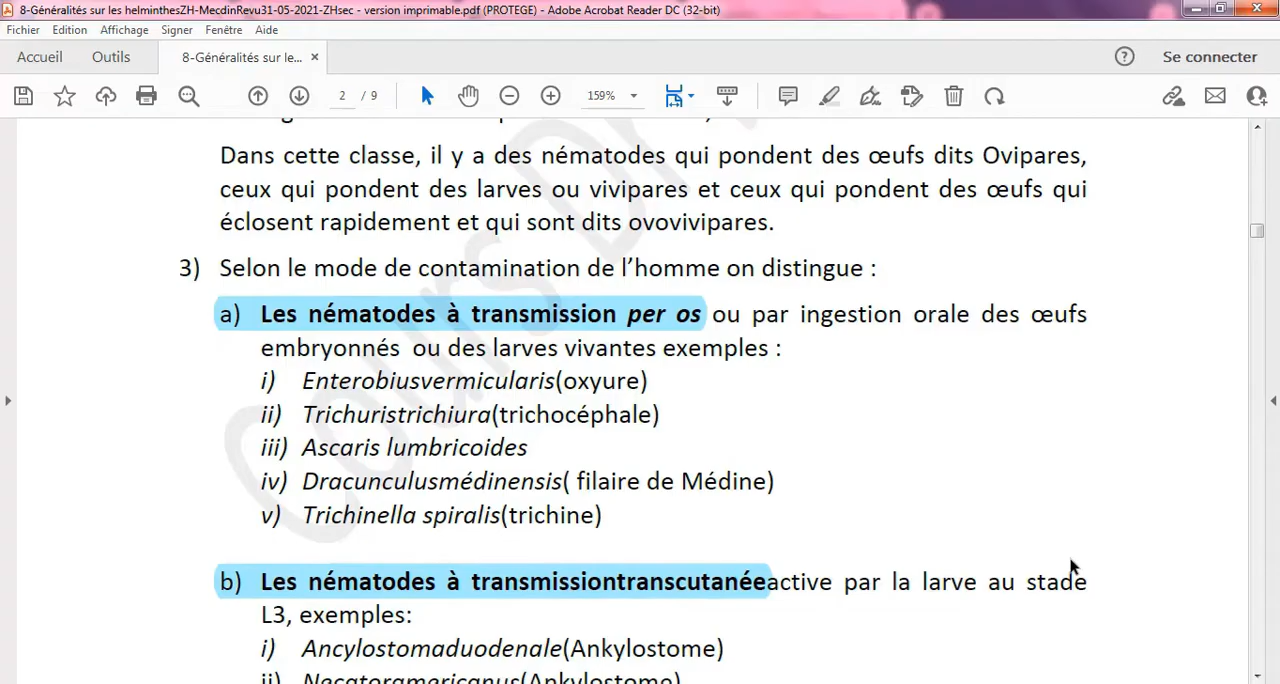 8-Généralités sur les helminthesZH-MecdinRevu31-05-2021-ZHsec - version imprimable.pdf (PROTEGE) - Adobe Acrobat Reader DC (32-bit)
Fichier Edition Affichage Signer Fenêtre Aide
Accueil Outils 8-Généralités sur le... × ? Se connecter
2 / 9 159%
Dans cette classe, il y a des nématodes qui pondent des œufs dits Ovipares,
ceux qui pondent des larves ou vivipares et ceux qui pondent des œufs qui
éclosent rapidement et qui sont dits ovovivipares.
3) Selon le mode de contamination de l’homme on distingue :
a) Les nématodes à transmission per os ou par ingestion orale des œufs
embryonnés ou des larves vivantes exemples :
i) Enterobiusvermicularis(oxyure)
ii) Trichuristrichiura(trichocéphale)
iii) Ascaris lumbricoides
iv) Dracunculusmédinensis( filaire de Médine)
v) Trichinella spiralis(trichine)
b) Les nématodes à transmissiontranscutanéeactive par la larve au stade
L3, exemples:
i) Ancylostomaduodenale(Ankylostome)
ii) Necatoramericanus(Ankylostome)
Cours